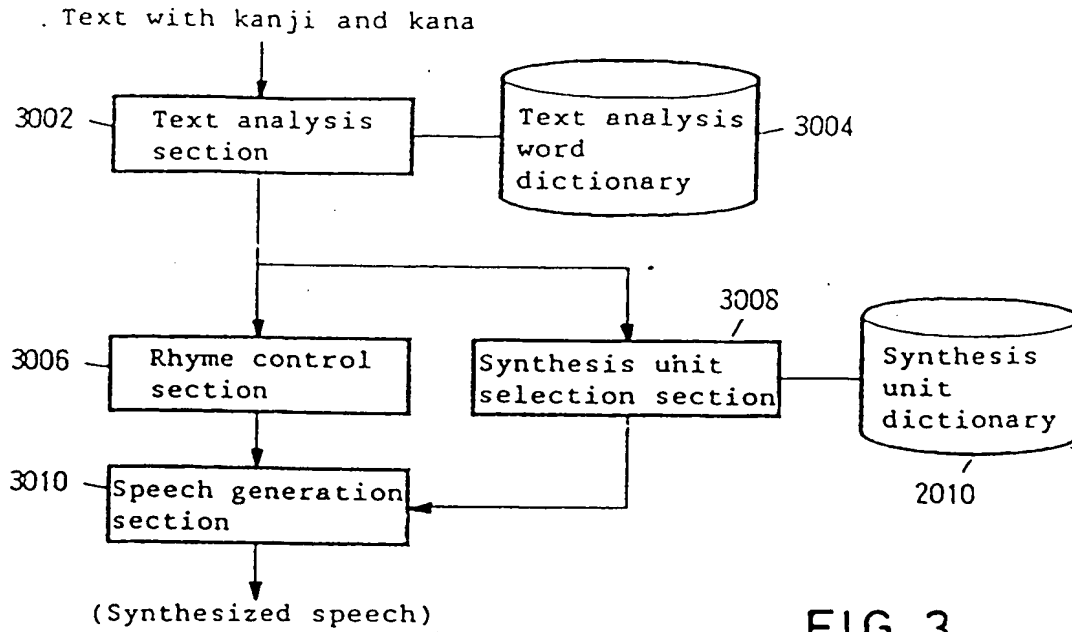 Text with kanji and kana
3002
Text analysis
section
Text analysis
word
dictionary
3004
3008
3006
Rhyme control
section
Synthesis unit
selection section
Synthesis
unit
dictionary
2010
3010
Speech generation
section
(Synthesized speech)
FIG. 3